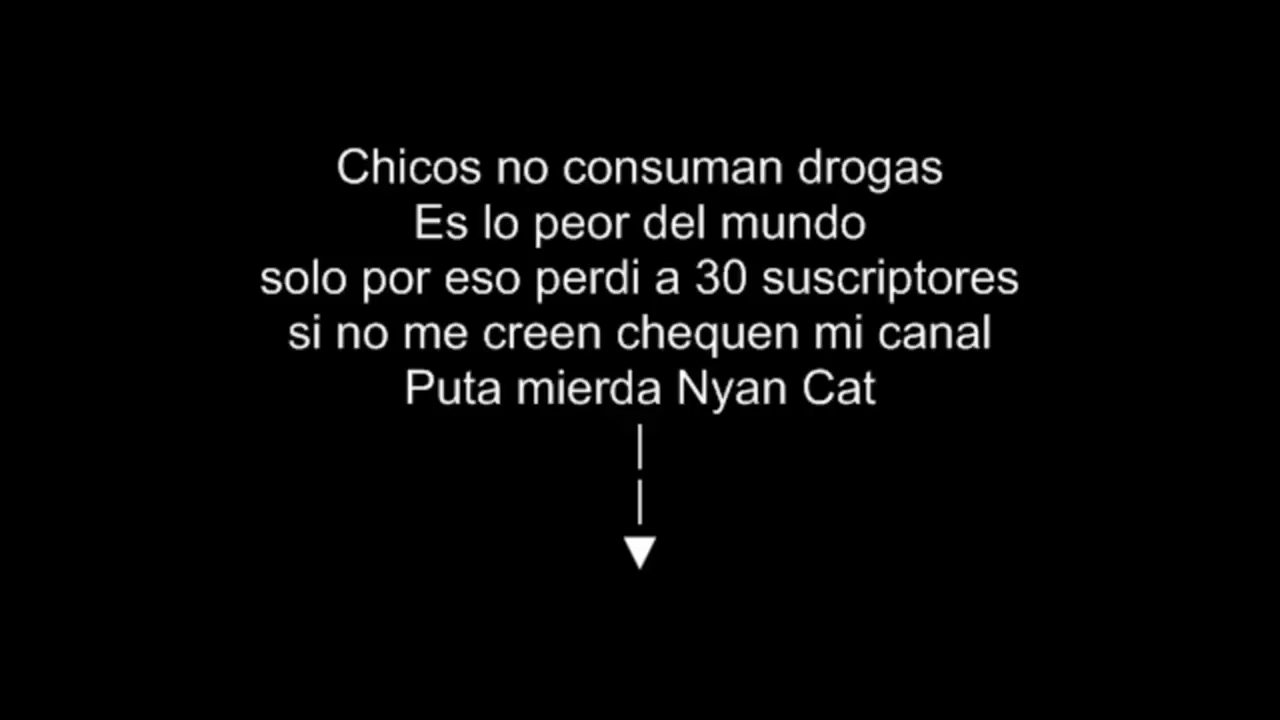 Chicos no consuman drogas
Es lo peor del mundo
solo por eso perdi a 30 suscriptores
si no me creen chequen mi canal
Puta mierda Nyan Cat
|
|
▼